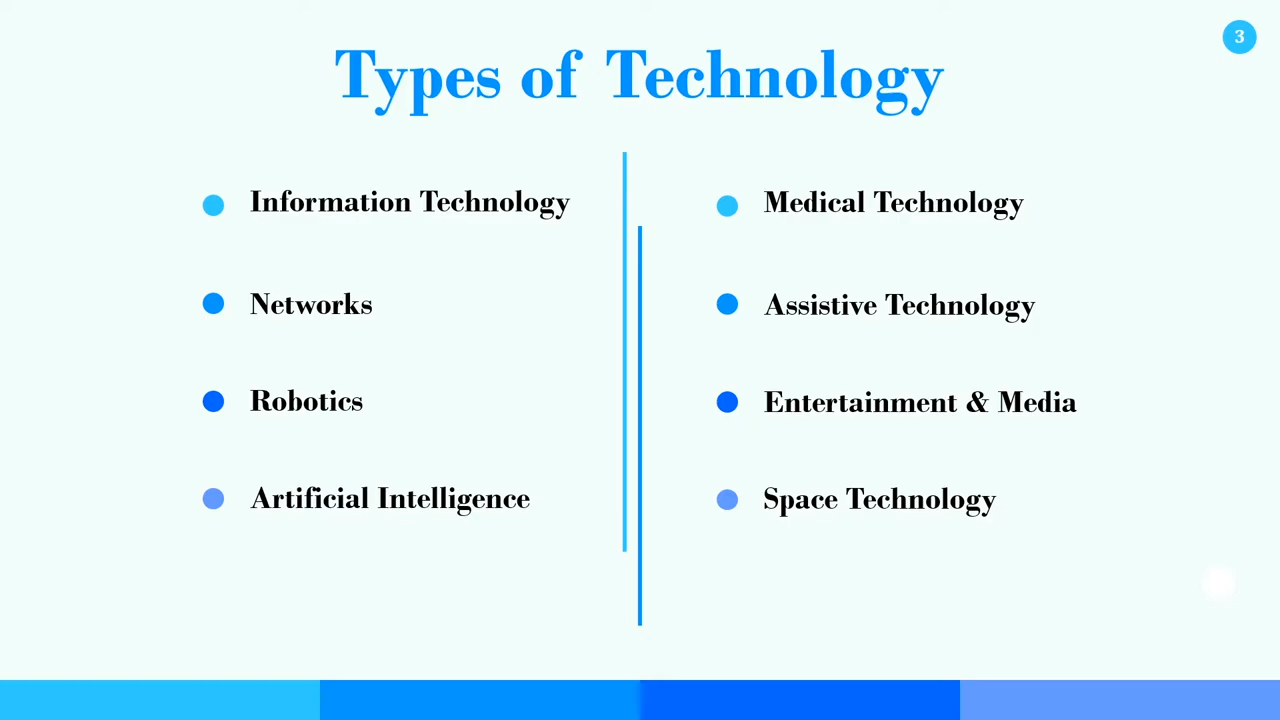 3
Types of Technology
Information Technology
Networks
Robotics
Artificial Intelligence
Medical Technology
Assistive Technology
Entertainment & Media
Space Technology